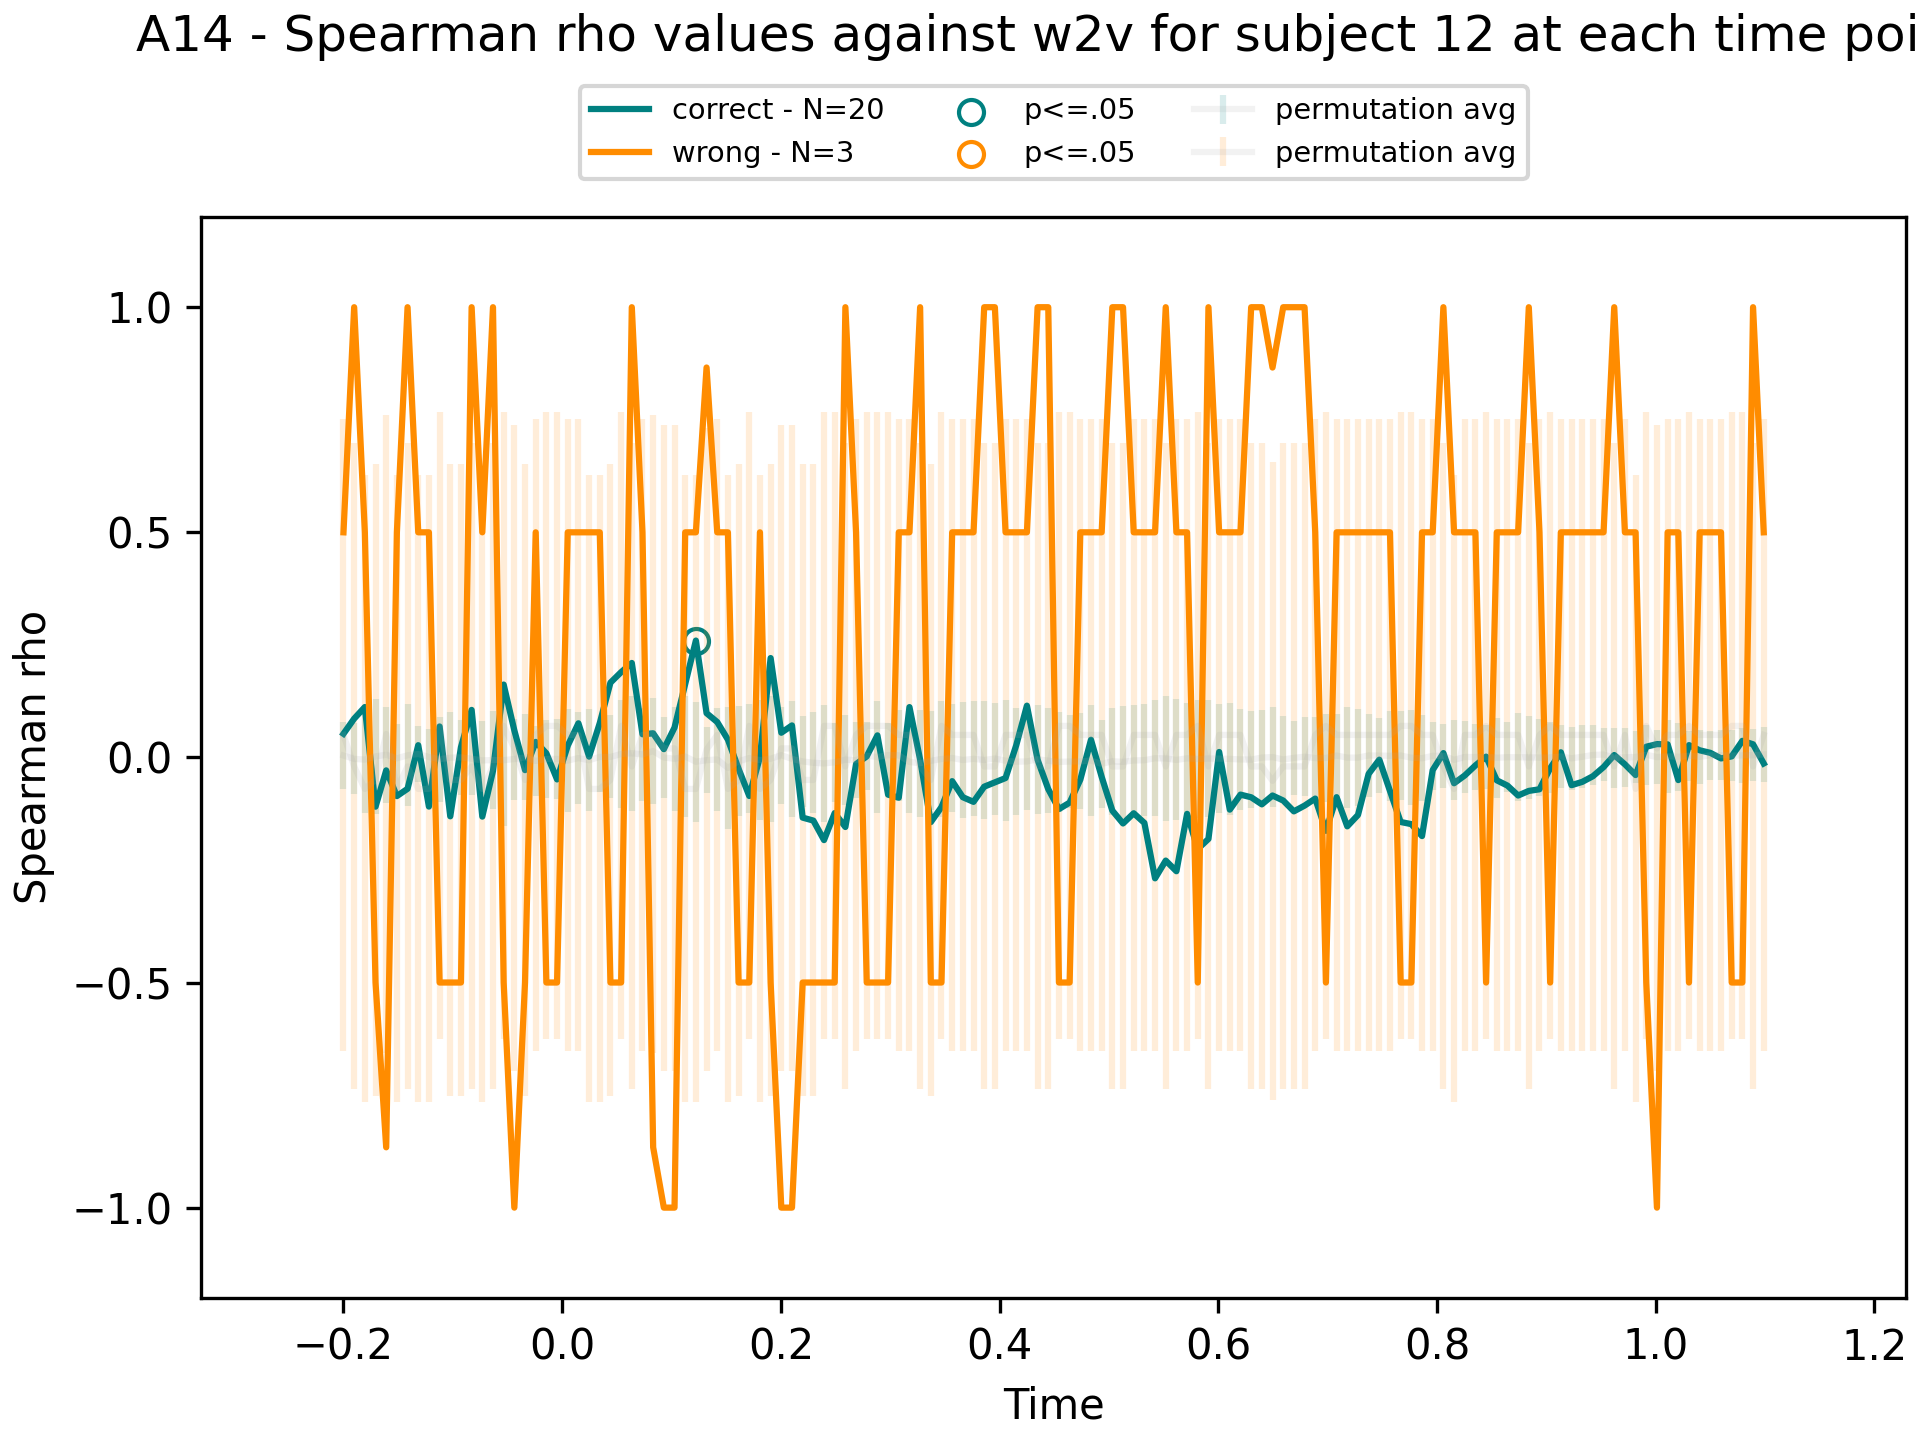 A14 - Spearman rho values against w2v for subject 12 at each time poi
correct - N=20
wrong - N=3
p<=.05
p<=.05
permutation avg
permutation avg
Spearman rho
1.0
0.5
0.0
−0.5
−1.0
−0.2 0.0 0.2 0.4 0.6 0.8 1.0 1.2
Time